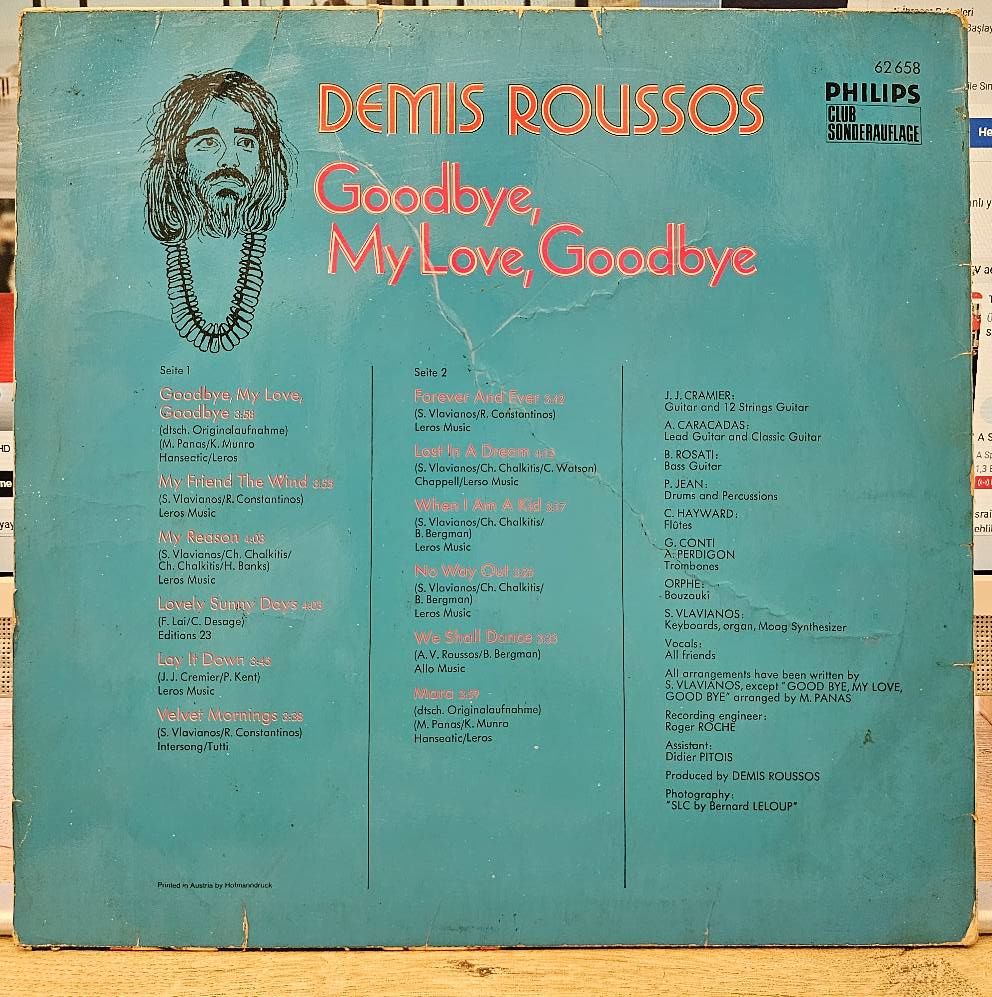 62 658
PHILIPS
CLUB
SONDERAUFLAGE
DEMIS ROUSSOS
Goodbye,
My Love, Goodbye
Seite 1
Goodbye, My Love,
Goodbye 3:58
(dtsch. Originalaufnahme)
(M. Panas/K. Munro
Hanseatic/Leros
My Friend The Wind 3:55
(S. Vlavianos/R. Constantinos)
Leros Music
My Reason 4:03
(S. Vlavianos/Ch. Chalkitis/
Ch. Chalkitis/H. Banks)
Leros Music
Lovely Sunny Days 4:03
(F. Lai/C. Desage)
Editions 23
Lay It Down 3:45
(J. J. Cremier/P. Kent)
Leros Music
Velvet Mornings 3:38
(S. Vlavianos/R. Constantinos)
Intersong/Tutti
Seite 2
Forever And Ever 3:42
(S. Vlavianos/R. Constantinos)
Leros Music
Lost In A Dream 4:13
(S. Vlavianos/Ch. Chalkitis/C. Watson)
Chappell/Lerso Music
When I Am A Kid 3:17
(S. Vlavianos/Ch. Chalkitis/
B. Bergman)
Leros Music
No Way Out 3:25
(S. Vlavianos/Ch. Chalkitis/
B. Bergman)
Leros Music
We Shall Dance 3:33
(A. V. Roussos/B. Bergman)
Allo Music
Mara 3:59
(dtsch. Originalaufnahme)
(M. Panas/K. Munro
Hanseatic/Leros
J. J. CRAMIER:
Guitar and 12 Strings Guitar
A. CARACADAS:
Lead Guitar and Classic Guitar
B. ROSATI:
Bass Guitar
P. JEAN:
Drums and Percussions
C. HAYWARD:
Flûtes
G. CONTI
A. PERDIGON
Trombones
ORPHE:
Bouzouki
S. VLAVIANOS:
Keyboards, organ, Moog Synthesizer
Vocals:
All friends
All arrangements have been written by
S. VLAVIANOS, except "GOOD BYE, MY LOVE,
GOOD BYE" arranged by M. PANAS
Recording engineer:
Roger ROCHE
Assistant:
Didier PITOIS
Produced by DEMIS ROUSSOS
Photography:
"SLC by Bernard LELOUP"
Printed in Austria by Hofmanndruck